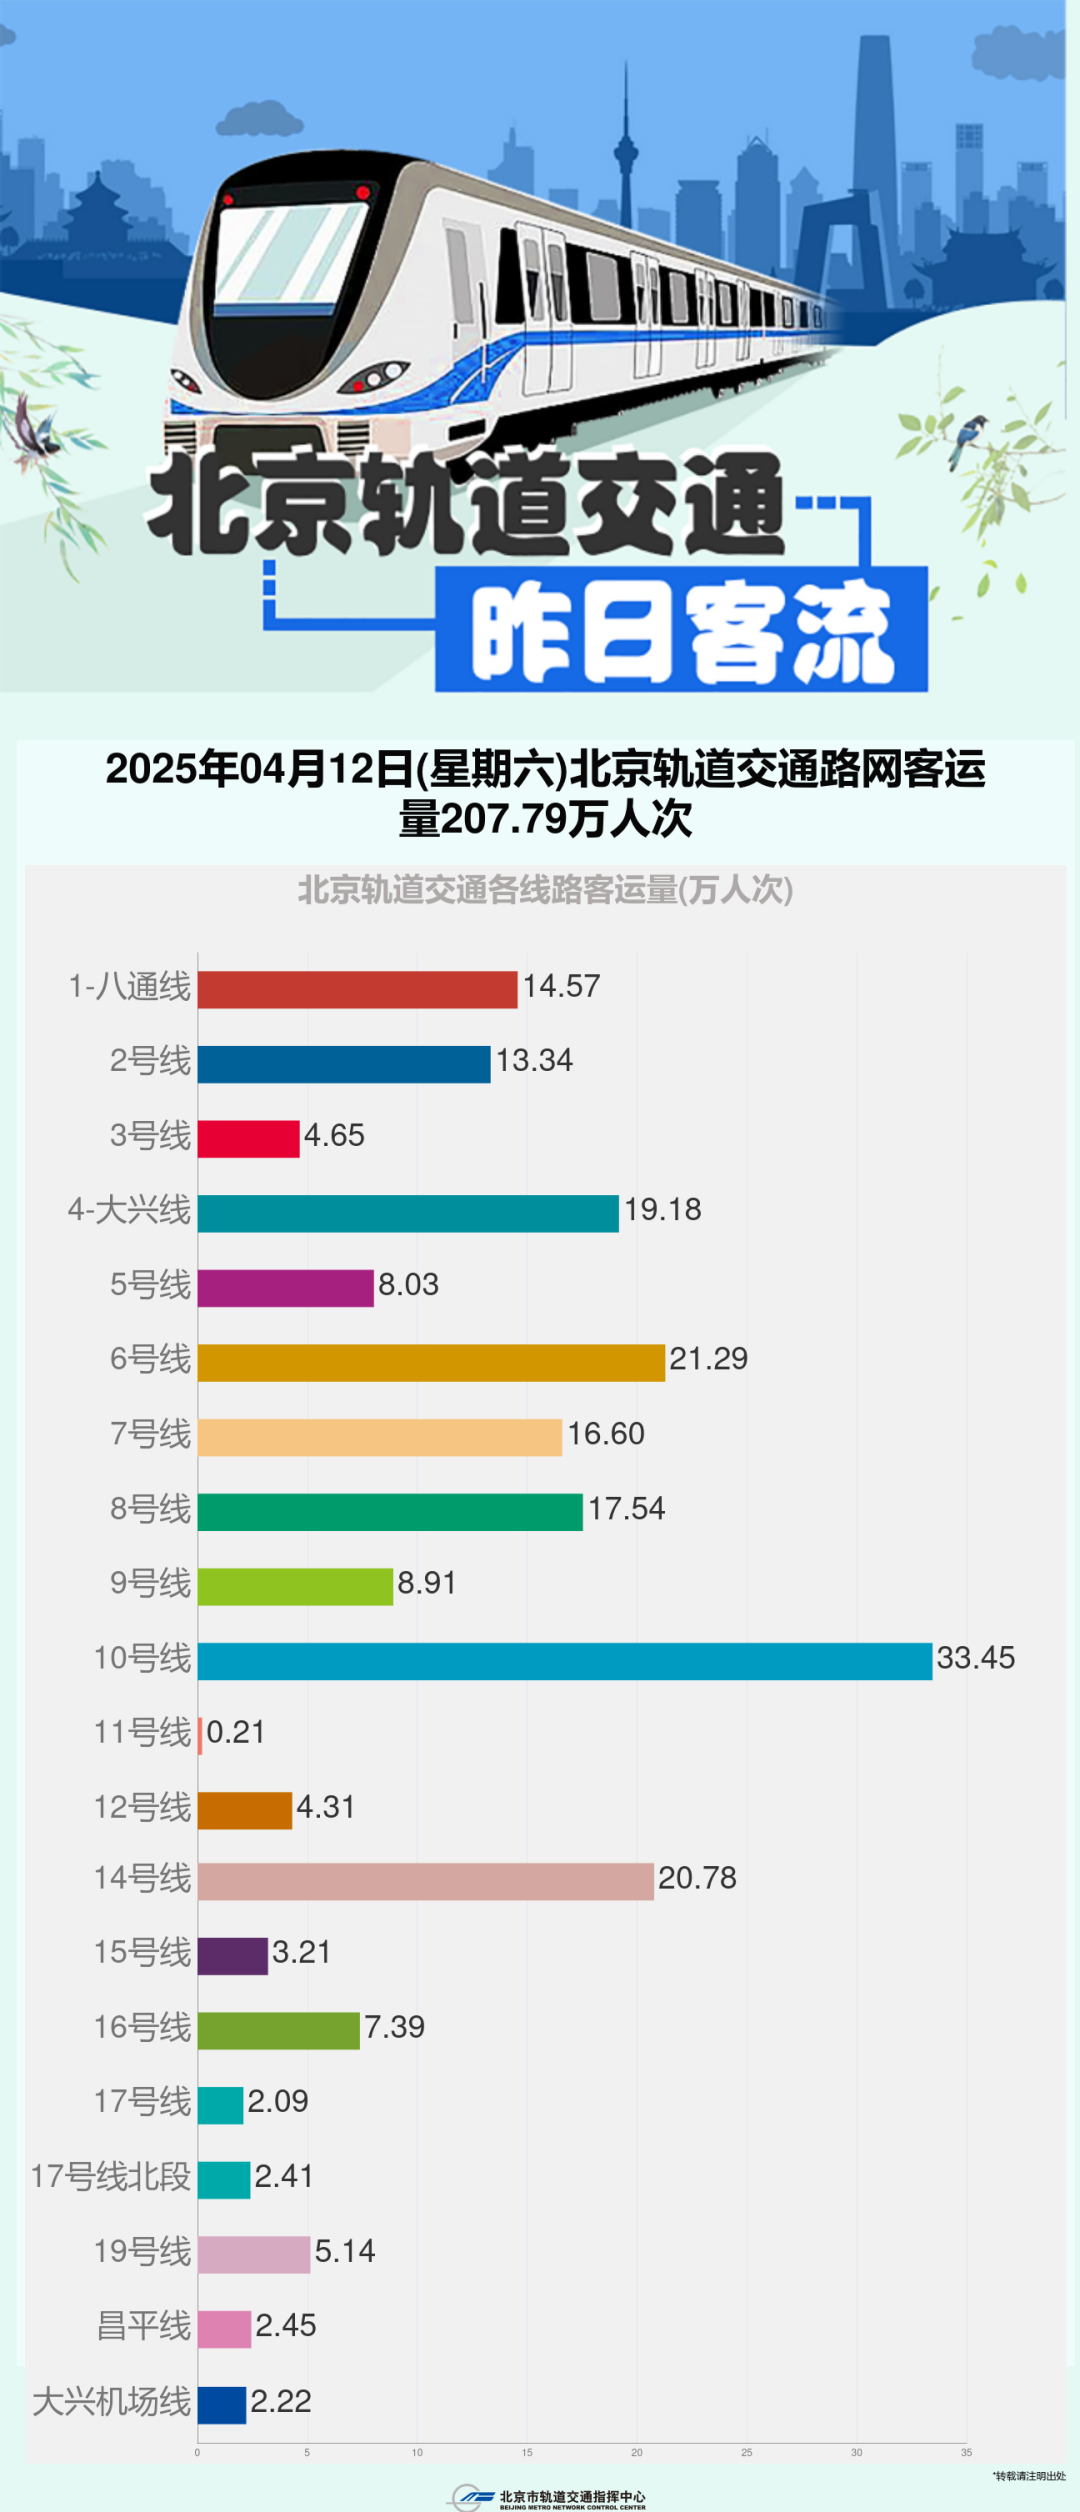 北京轨道交通
昨日客流
2025年04月12日(星期六)北京轨道交通路网客运
量207.79万人次
北京轨道交通各线路客运量(万人次)
1-八通线 14.57
2号线 13.34
3号线 4.65
4-大兴线 19.18
5号线 8.03
6号线 21.29
7号线 16.60
8号线 17.54
9号线 8.91
10号线 33.45
11号线 0.21
12号线 4.31
14号线 20.78
15号线 3.21
16号线 7.39
17号线 2.09
17号线北段 2.41
19号线 5.14
昌平线 2.45
大兴机场线 2.22
0 5 10 15 20 25 30 35
*转载请注明出处
北京市轨道交通指挥中心
BEIJING METRO NETWORK CONTROL CENTER